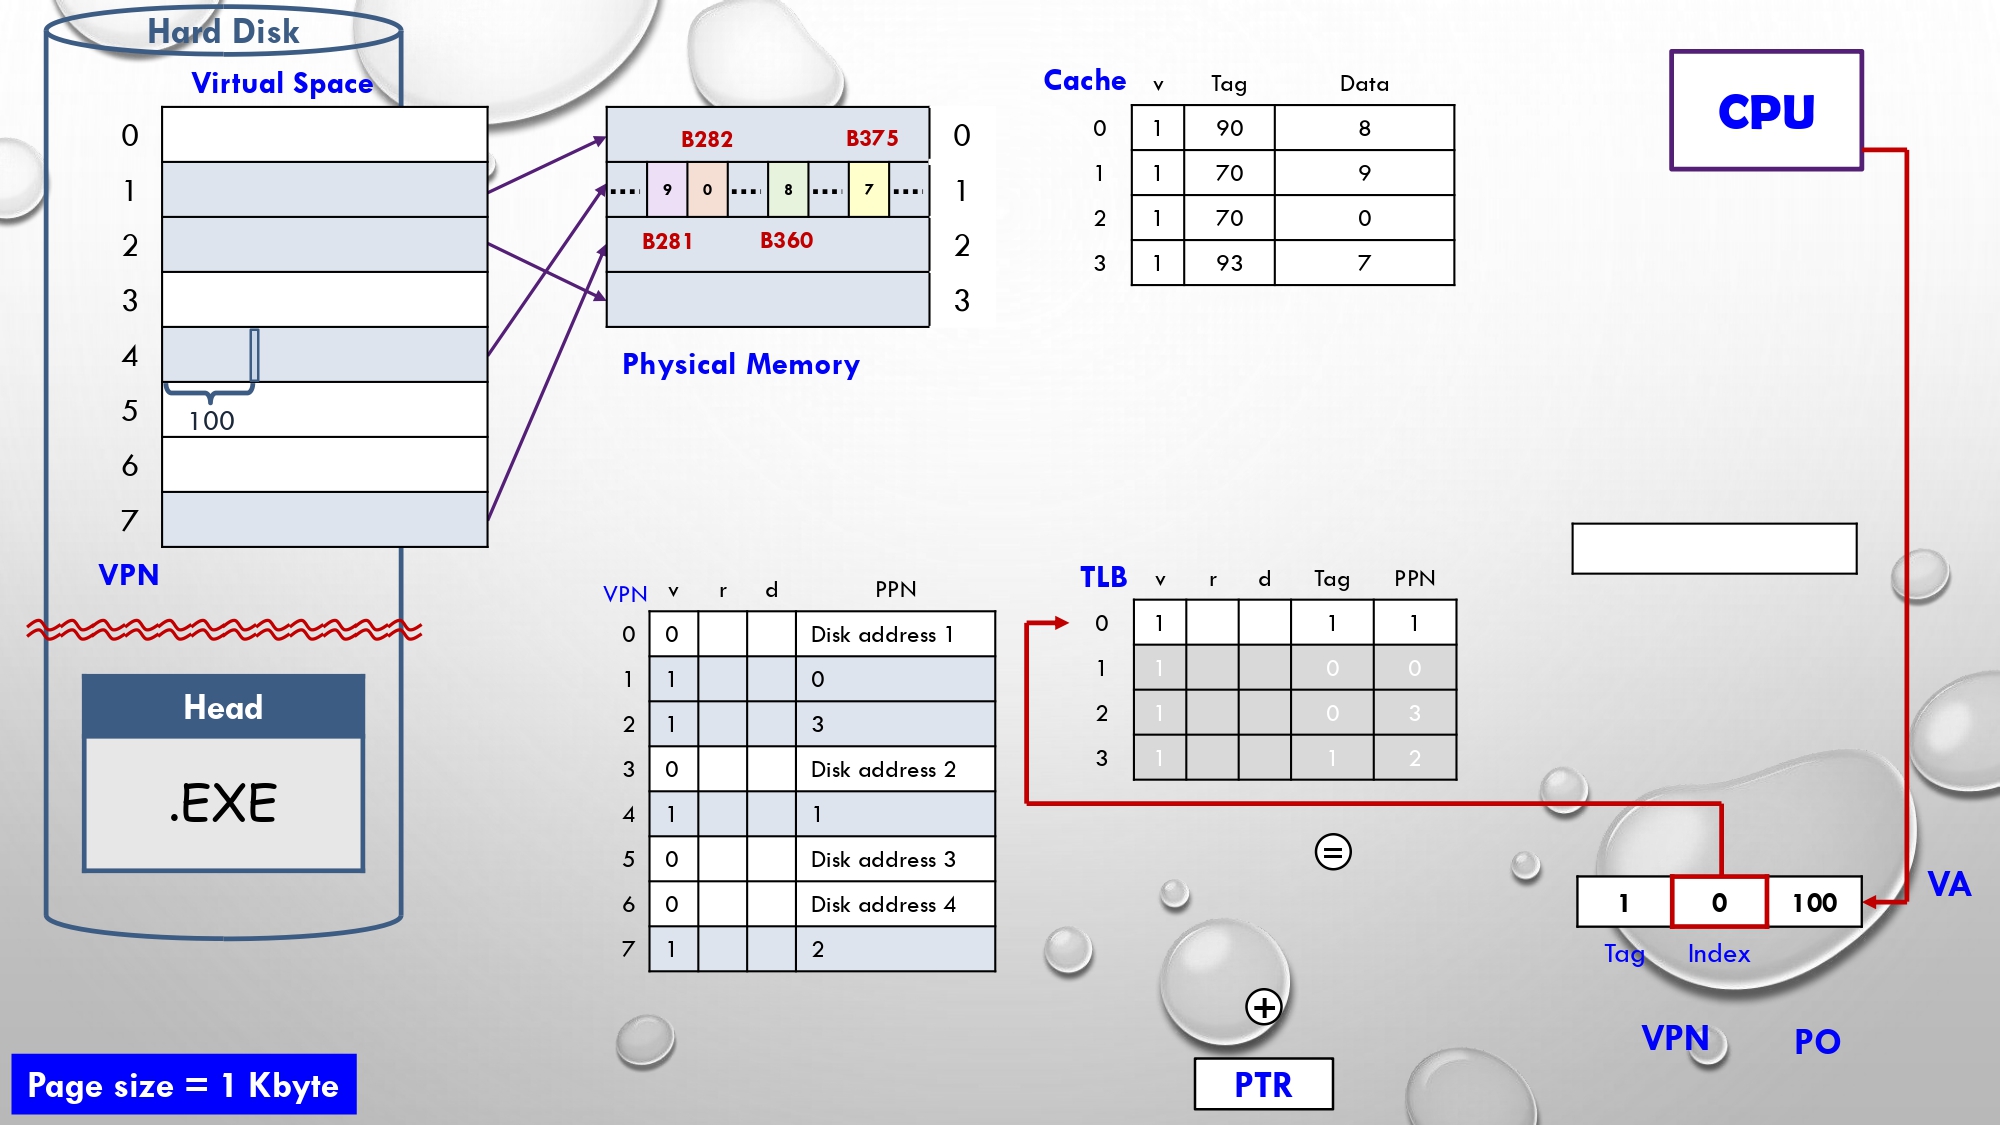 Hard Disk
Virtual Space
0
1
2
3
4
5
6
7
100
VPN
Head
.EXE
Page size = 1 Kbyte
B282 B375
.... 9 0 .... 8 .... 7 ....
B281 B360
0
1
2
3
Physical Memory
Cache v Tag Data
0 1 90 8
1 1 70 9
2 1 70 0
3 1 93 7
CPU
VPN v r d PPN
0 0 Disk address 1
1 1 0
2 1 3
3 0 Disk address 2
4 1 1
5 0 Disk address 3
6 0 Disk address 4
7 1 2
TLB v r d Tag PPN
0 1 1 1
1 1 0 0
2 1 0 3
3 1 1 2
=
+
PTR
1 0 100
VA
Tag Index
VPN PO